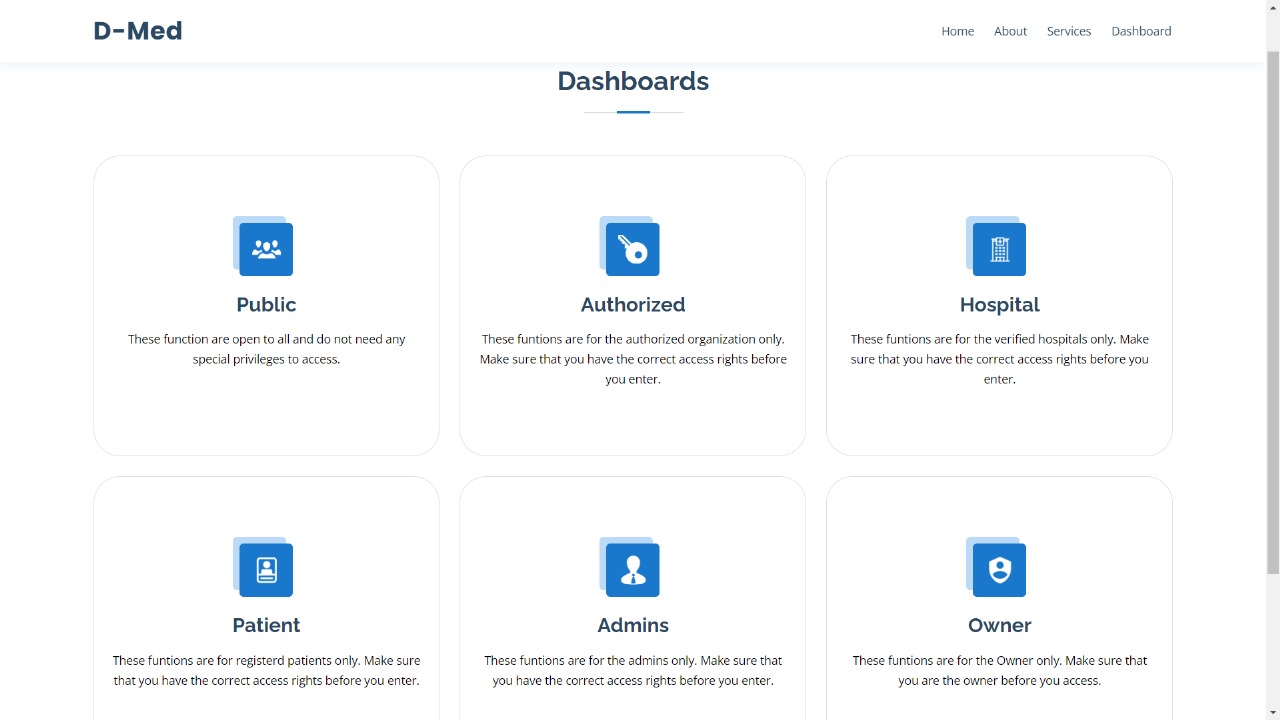 D-Med
Home
About
Services
Dashboard
Dashboards
Public
These function are open to all and do not need any
special privileges to access.
Authorized
These funtions are for the authorized organization only.
Make sure that you have the correct access rights before
you enter.
Hospital
These funtions are for the verified hospitals only. Make
sure that you have the correct access rights before you
enter.
Patient
These funtions are for registerd patients only. Make sure
that you have the correct access rights before you enter.
Admins
These funtions are for the admins only. Make sure that
you have the correct access rights before you enter.
Owner
These funtions are for the Owner only. Make sure that
you are the owner before you access.